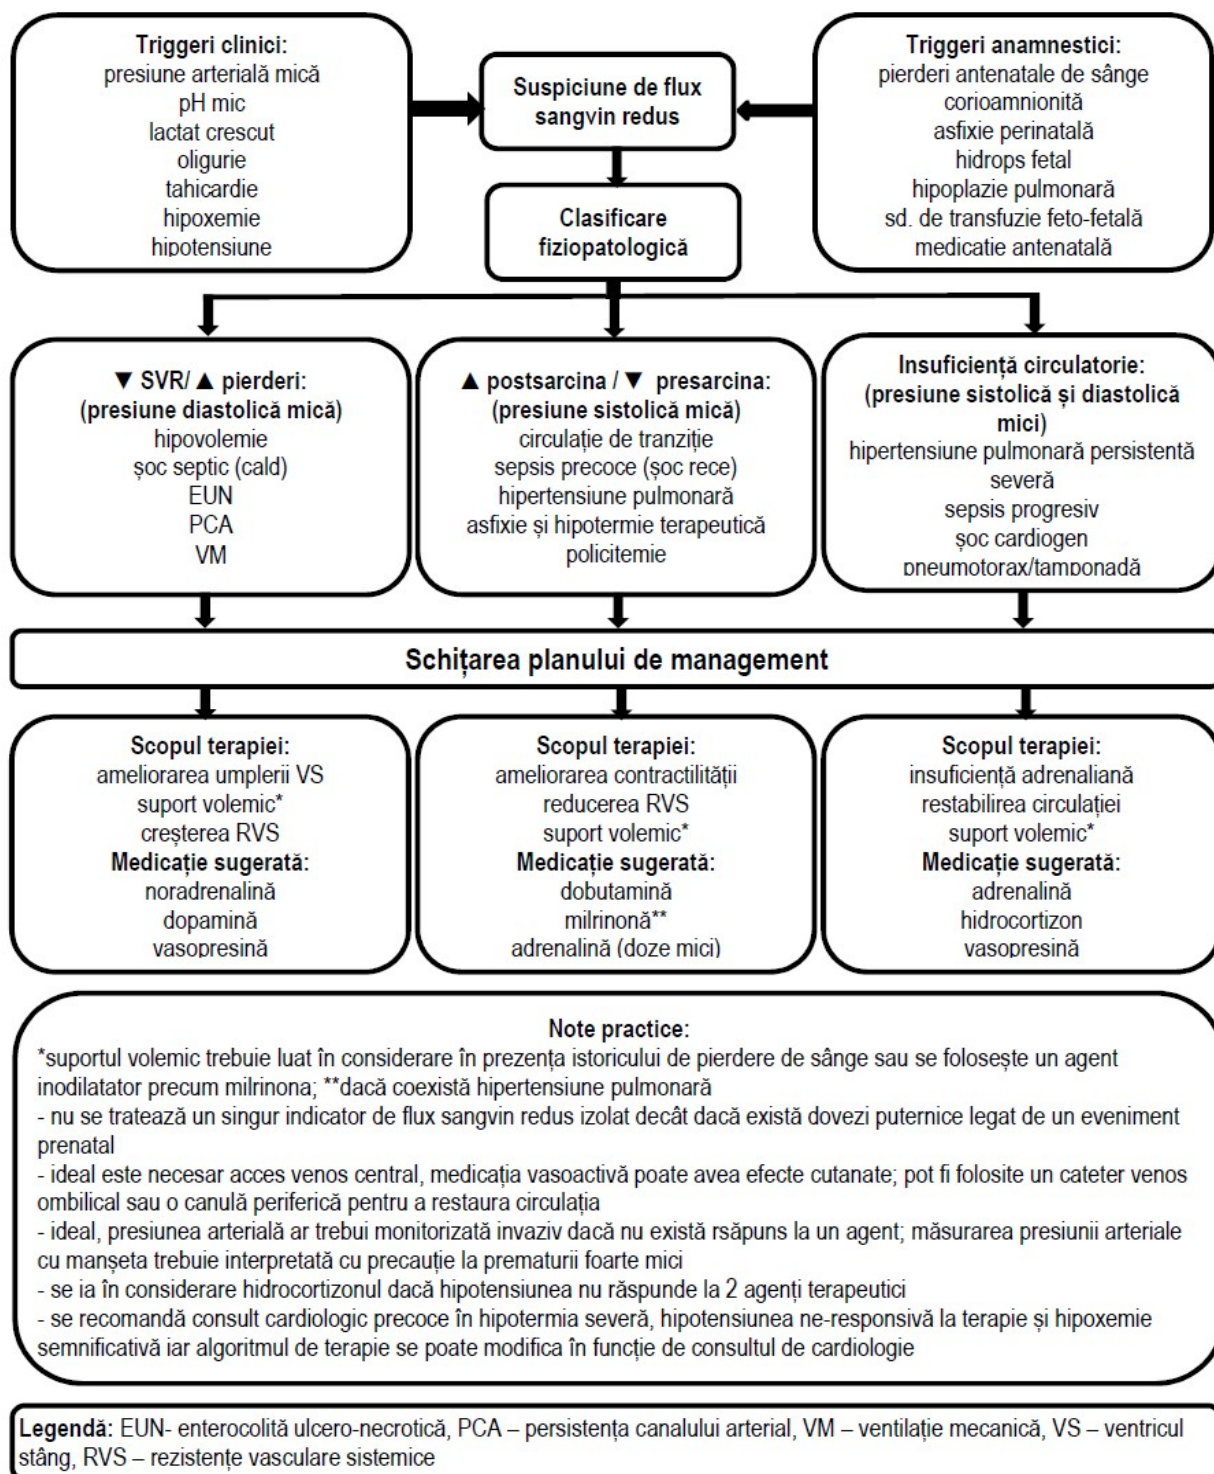 Triggeri clinici:
presiune arterială mică
pH mic
lactat crescut
oligurie
tahicardie
hipoxemie
hipotensiune
Suspiciune de flux
sangvin redus
Triggeri anamnestici:
pierderi antenatale de sânge
corioamnionită
asfixie perinatală
hidrops fetal
hipoplazie pulmonară
sd. de transfuzie feto-fetală
medicatie antenatală
Clasificare
fiziopatologică
▼ SVR/ ▲ pierderi:
(presiune diastolică mică)
hipovolemie
șoc septic (cald)
EUN
PCA
VM
▲ postsarcina / ▼ presarcina:
(presiune sistolică mică)
circulație de tranziție
sepsis precoce (șoc rece)
hipertensiune pulmonară
asfixie și hipotermie terapeutică
policitemie
Insuficiență circulatorie:
(presiune sistolică și diastolică
mici)
hipertensiune pulmonară persistentă
severă
sepsis progresiv
șoc cardiogen
pneumotorax/tamponadă
Schițarea planului de management
Scopul terapiei:
ameliorarea umplerii VS
suport volemic*
creșterea RVS
Medicație sugerată:
noradrenalină
dopamină
vasopresină
Scopul terapiei:
ameliorarea contractilității
reducerea RVS
suport volemic*
Medicație sugerată:
dobutamină
milrinonă**
adrenalină (doze mici)
Scopul terapiei:
insuficiență adrenaliană
restabilirea circulației
suport volemic*
Medicație sugerată:
adrenalină
hidrocortizon
vasopresină
Note practice:
*suportul volemic trebuie luat în considerare în prezența istoricului de pierdere de sânge sau se folosește un agent
inodilatator precum milrinona; **dacă coexistă hipertensiune pulmonară
- nu se tratează un singur indicator de flux sangvin redus izolat decât dacă există dovezi puternice legat de un eveniment
prenatal
- ideal este necesar acces venos central, medicația vasoactivă poate avea efecte cutanate; pot fi folosite un cateter venos
ombilical sau o canulă periferică pentru a restaura circulația
- ideal, presiunea arterială ar trebui monitorizată invaziv dacă nu există rsăpuns la un agent; măsurarea presiunii arteriale
cu manșeta trebuie interpretată cu precauție la prematurii foarte mici
- se ia în considerare hidrocortizonul dacă hipotensiunea nu răspunde la 2 agenți terapeutici
- se recomandă consult cardiologic precoce în hipotermia severă, hipotensiunea ne-responsivă la terapie și hipoxemie
semnificativă iar algoritmul de terapie se poate modifica în funcție de consultul de cardiologie
Legendă: EUN- enterocolită ulcero-necrotică, PCA – persistența canalului arterial, VM – ventilație mecanică, VS – ventricul
stâng, RVS – rezistențe vasculare sistemice